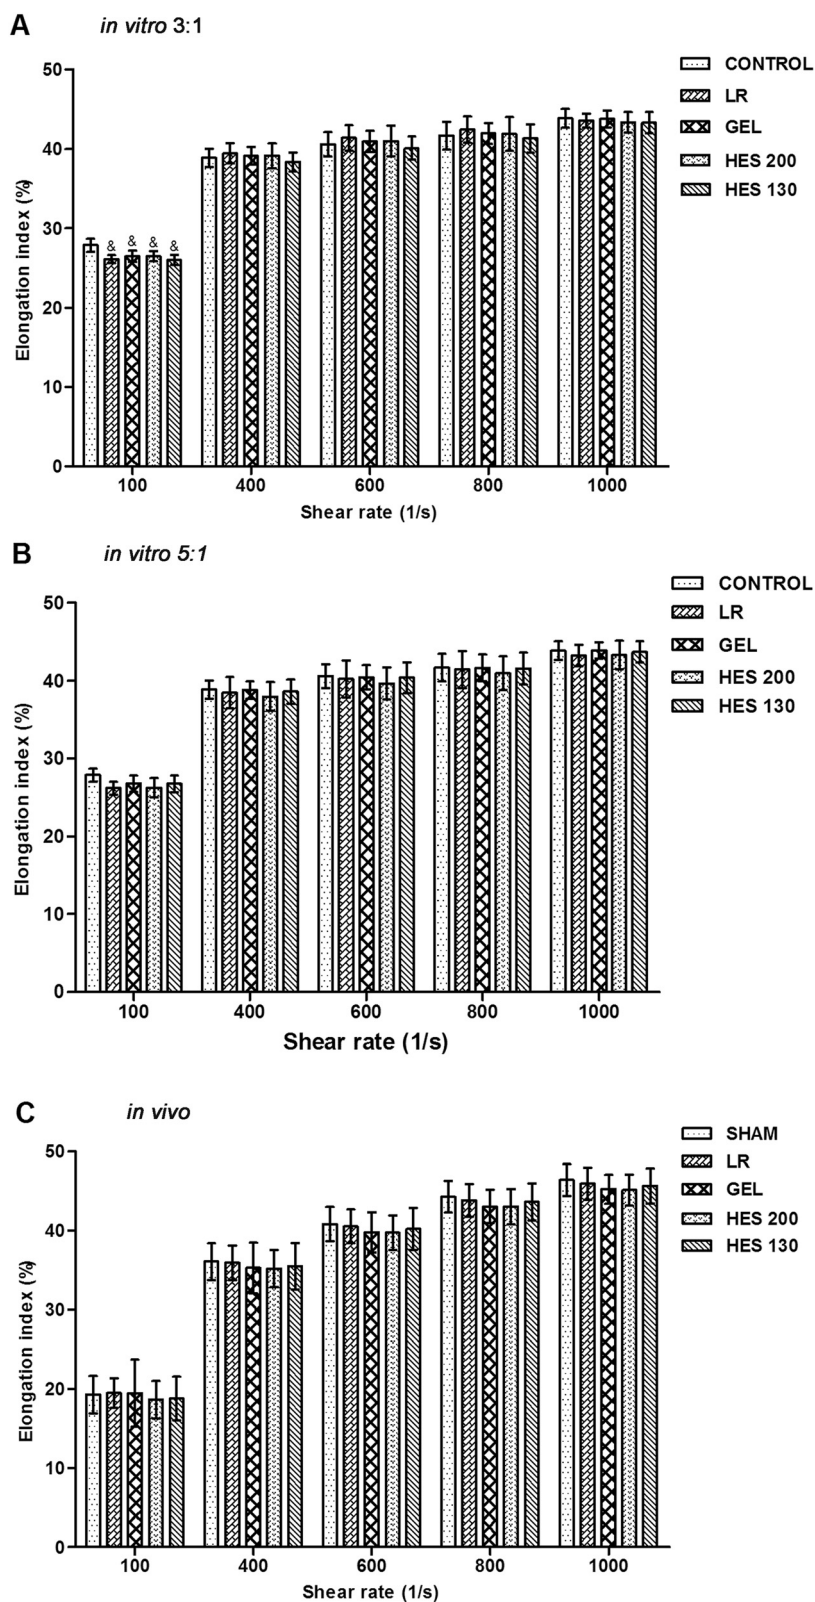 A
in vitro 3:1
50
40
30
20
10
0
Elongation index (%)
& & & &
100 400 600 800 1000
Shear rate (1/s)
CONTROL
LR
GEL
HES 200
HES 130
B
in vitro 5:1
50
40
30
20
10
0
Elongation index (%)
100 400 600 800 1000
Shear rate (1/s)
CONTROL
LR
GEL
HES 200
HES 130
C
in vivo
50
40
30
20
10
0
Elongation index (%)
100 400 600 800 1000
Shear rate (1/s)
SHAM
LR
GEL
HES 200
HES 130